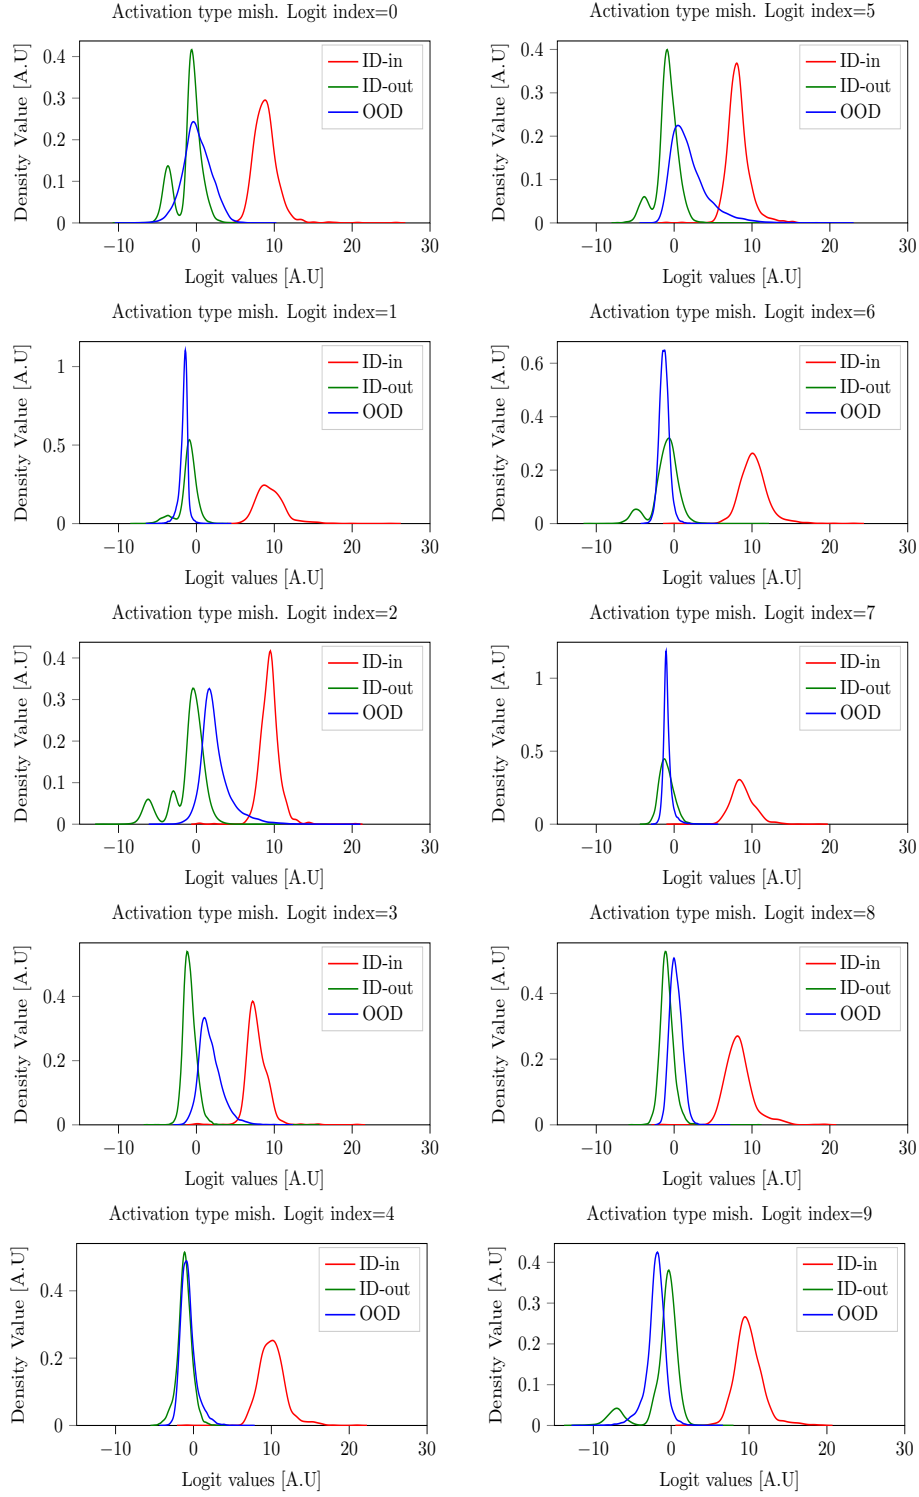 Activation type mish. Logit index=0
Density Value [A.U]
0.4
0.3
0.2
0.1
0
ID-in
ID-out
OOD
−10 0 10 20 30
Logit values [A.U]
Activation type mish. Logit index=5
Density Value [A.U]
0.4
0.3
0.2
0.1
0
ID-in
ID-out
OOD
−10 0 10 20 30
Logit values [A.U]
Activation type mish. Logit index=1
Density Value [A.U]
1
0.5
0
ID-in
ID-out
OOD
−10 0 10 20 30
Logit values [A.U]
Activation type mish. Logit index=6
Density Value [A.U]
0.6
0.4
0.2
0
ID-in
ID-out
OOD
−10 0 10 20 30
Logit values [A.U]
Activation type mish. Logit index=2
Density Value [A.U]
0.4
0.3
0.2
0.1
0
ID-in
ID-out
OOD
−10 0 10 20 30
Logit values [A.U]
Activation type mish. Logit index=7
Density Value [A.U]
1
0.5
0
ID-in
ID-out
OOD
−10 0 10 20 30
Logit values [A.U]
Activation type mish. Logit index=3
Density Value [A.U]
0.4
0.2
0
ID-in
ID-out
OOD
−10 0 10 20 30
Logit values [A.U]
Activation type mish. Logit index=8
Density Value [A.U]
0.4
0.2
0
ID-in
ID-out
OOD
−10 0 10 20 30
Logit values [A.U]
Activation type mish. Logit index=4
Density Value [A.U]
0.4
0.2
0
ID-in
ID-out
OOD
−10 0 10 20 30
Logit values [A.U]
Activation type mish. Logit index=9
Density Value [A.U]
0.4
0.3
0.2
0.1
0
ID-in
ID-out
OOD
−10 0 10 20 30
Logit values [A.U]